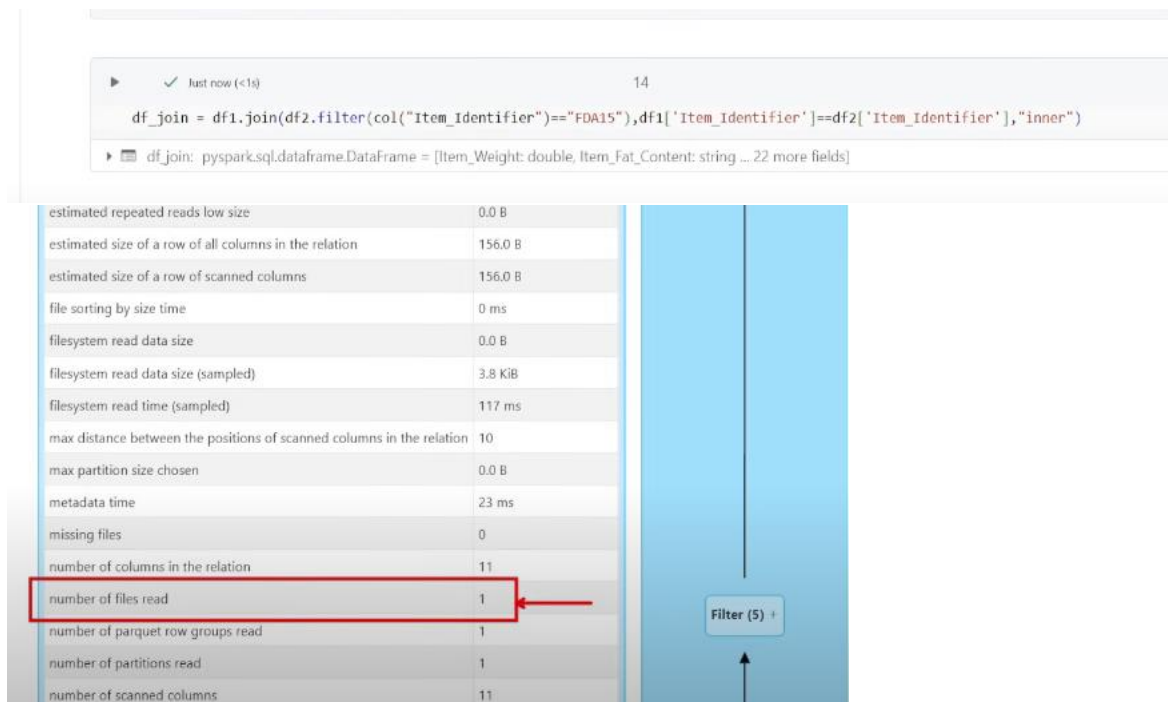 Just now (<1s)
14
df_join = df1.join(df2.filter(col("Item_Identifier")=="FDA15"),df1['Item_Identifier']==df2['Item_Identifier'],"inner")
df_join: pyspark.sql.dataframe.DataFrame = [Item_Weight: double, Item_Fat_Content: string ... 22 more fields]
estimated repeated reads low size 0.0 B
estimated size of a row of all columns in the relation 156.0 B
estimated size of a row of scanned columns 156.0 B
file sorting by size time 0 ms
filesystem read data size 0.0 B
filesystem read data size (sampled) 3.8 KiB
filesystem read time (sampled) 117 ms
max distance between the positions of scanned columns in the relation 10
max partition size chosen 0.0 B
metadata time 23 ms
missing files 0
number of columns in the relation 11
number of files read 1
Filter (5) +
number of parquet row groups read 1
number of partitions read 1
number of scanned columns 11